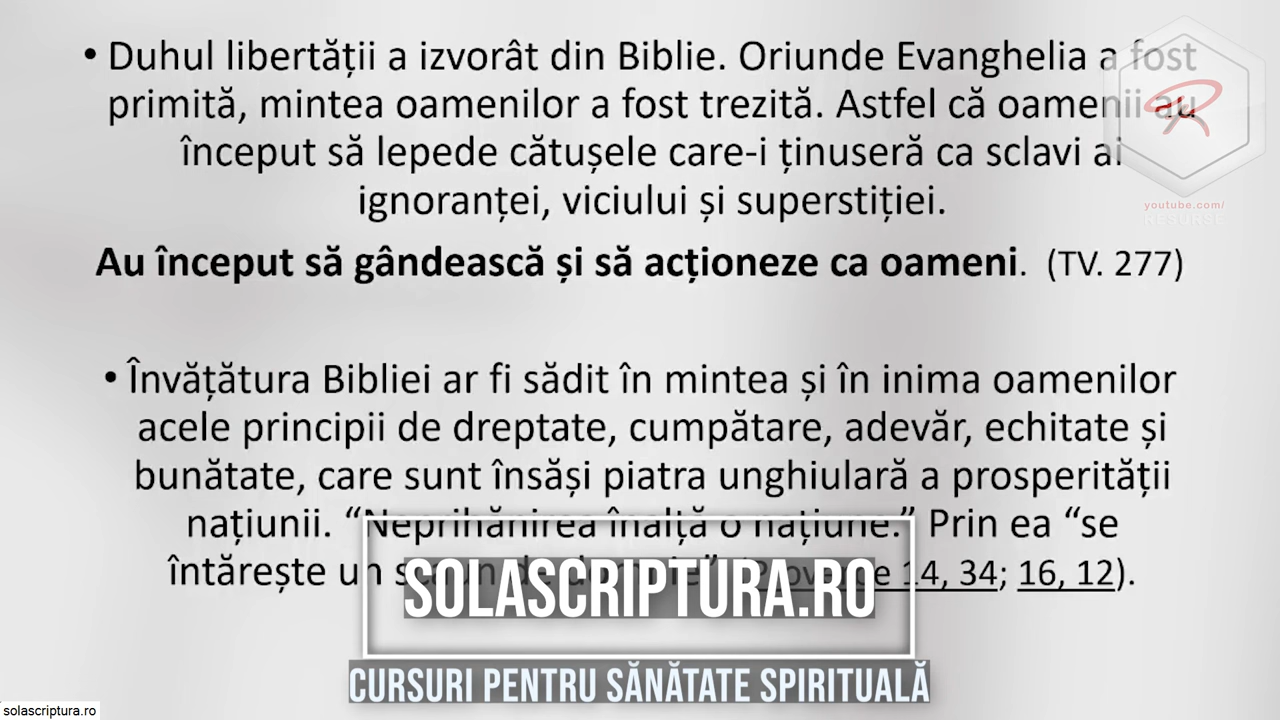 • Duhul libertății a izvorât din Biblie. Oriunde Evanghelia a fost
primită, mintea oamenilor a fost trezită. Astfel că oamenii au
început să lepede cătușele care-i ținuseră ca sclavi ai
ignoranței, viciului și superstiției.
Au început să gândească și să acționeze ca oameni. (TV. 277)
• Învățătura Bibliei ar fi sădit în mintea și în inima oamenilor
acele principii de dreptate, cumpătare, adevăr, echitate și
bunătate, care sunt însăși piatra unghiulară a prosperității
națiunii. “Neprihănirea înalță o națiune.” Prin ea “se
întărește un scaun de domnie” (Proverbe 14, 34; 16, 12).
SOLASCRIPTURA.RO
CURSURI PENTRU SĂNĂTATE SPIRITUALĂ
solascriptura.ro
youtube.com/
RESURSE